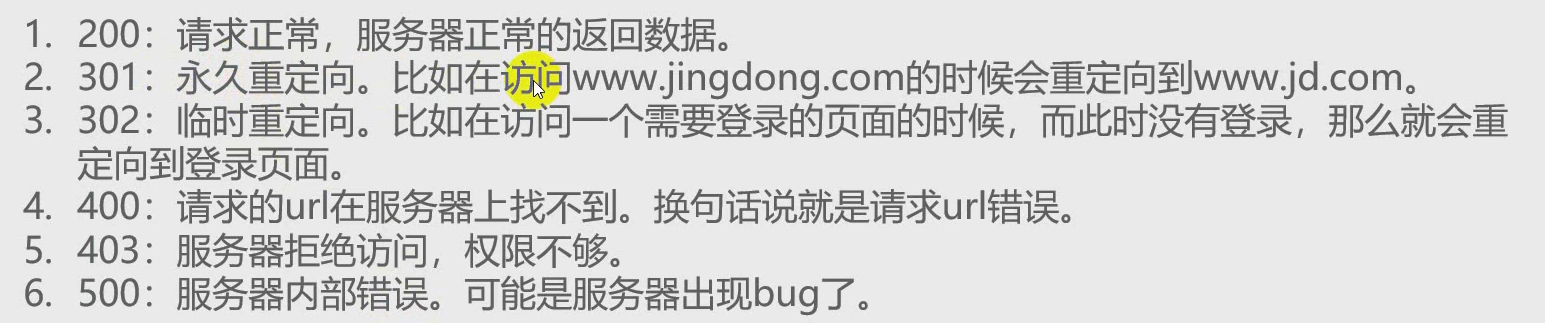 1. 200：请求正常，服务器正常的返回数据。
2. 301：永久重定向。比如在访问www.jingdong.com的时候会重定向到www.jd.com。
3. 302：临时重定向。比如在访问一个需要登录的页面的时候，而此时没有登录，那么就会重
定向到登录页面。
4. 400：请求的url在服务器上找不到。换句话说就是请求url错误。
5. 403：服务器拒绝访问，权限不够。
6. 500：服务器内部错误。可能是服务器出现bug了。